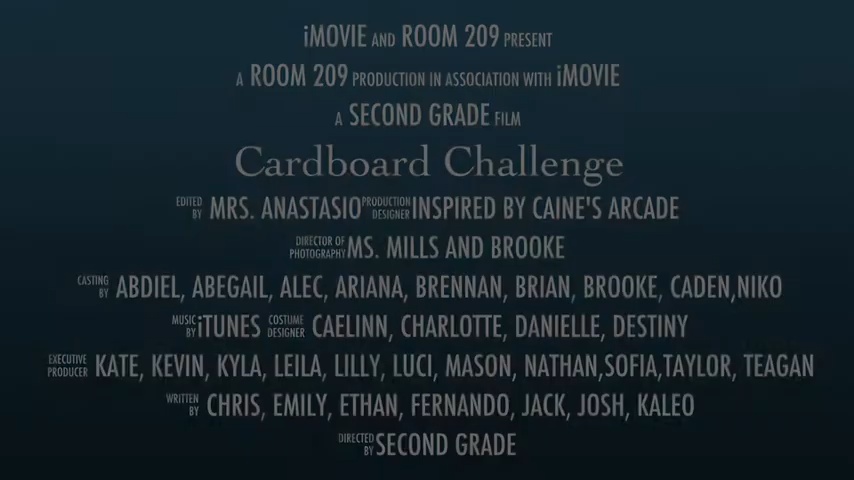 iMOVIE AND ROOM 209 PRESENT
A ROOM 209 PRODUCTION IN ASSOCIATION WITH iMOVIE
A SECOND GRADE FILM
Cardboard Challenge
EDITED BY MRS. ANASTASIO PRODUCTION DESIGNER INSPIRED BY CAINE'S ARCADE
DIRECTOR OF PHOTOGRAPHY MS. MILLS AND BROOKE
CASTING BY ABDIEL, ABEGAIL, ALEC, ARIANA, BRENNAN, BRIAN, BROOKE, CADEN,NIKO
MUSIC BY iTUNES COSTUME DESIGNER CAELINN, CHARLOTTE, DANIELLE, DESTINY
EXECUTIVE PRODUCER KATE, KEVIN, KYLA, LEILA, LILLY, LUCI, MASON, NATHAN,SOFIA,TAYLOR, TEAGAN
WRITTEN BY CHRIS, EMILY, ETHAN, FERNANDO, JACK, JOSH, KALEO
DIRECTED BY SECOND GRADE